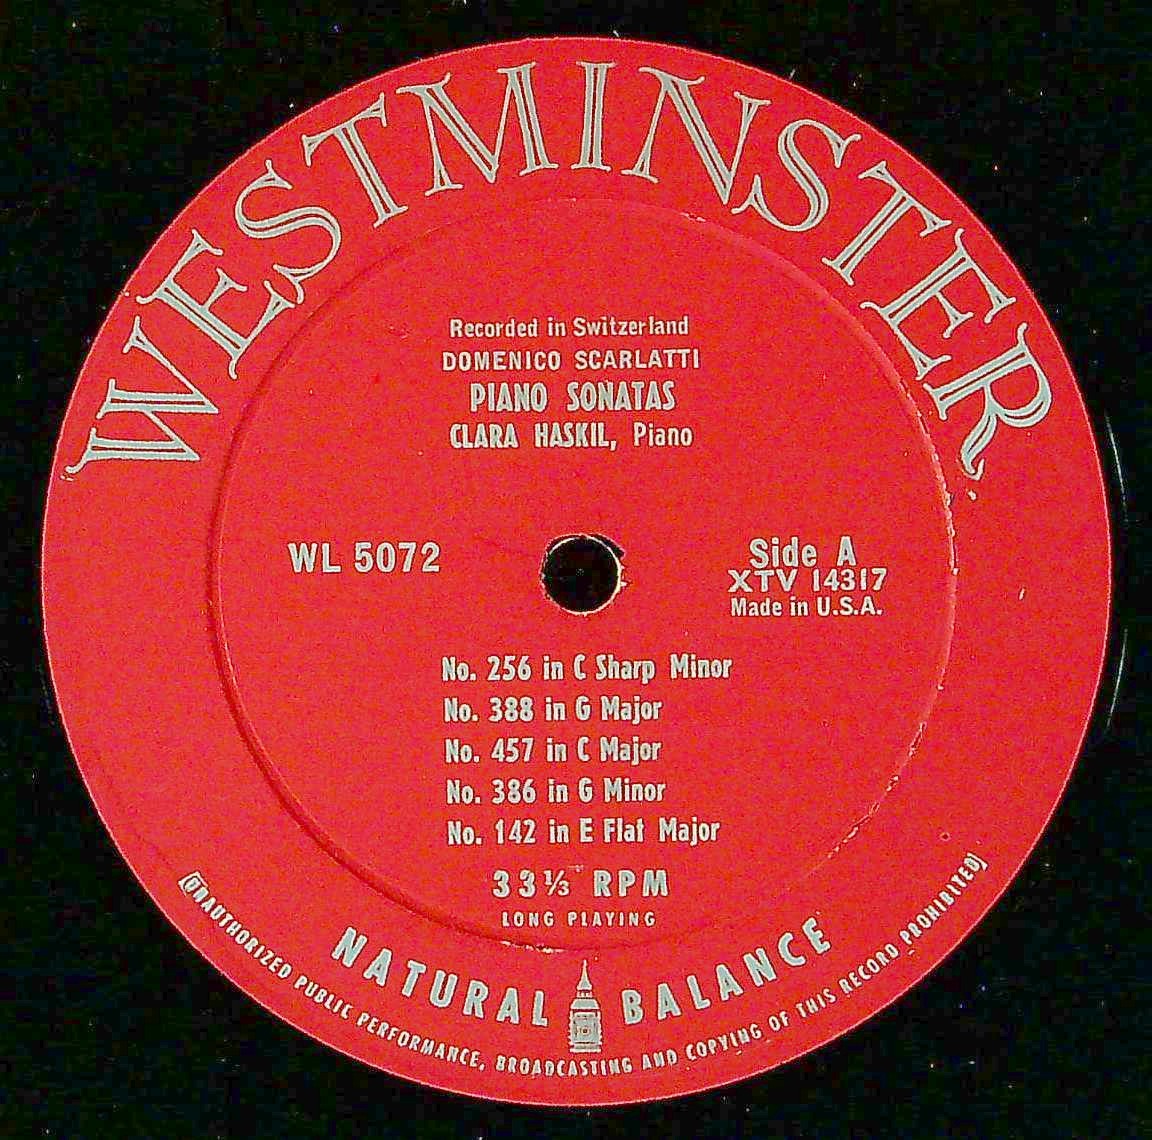 WESTMINSTER
Recorded in Switzerland
DOMENICO SCARLATTI
PIANO SONATAS
CLARA HASKIL, Piano
WL 5072
Side A
XTV 14317
Made in U.S.A.
No. 256 in C Sharp Minor
No. 388 in G Major
No. 457 in C Major
No. 386 in G Minor
No. 142 in E Flat Major
33⅓ RPM
LONG PLAYING
NATURAL BALANCE
(UNAUTHORIZED PUBLIC PERFORMANCE, BROADCASTING AND COPYING OF THIS RECORD PROHIBITED)